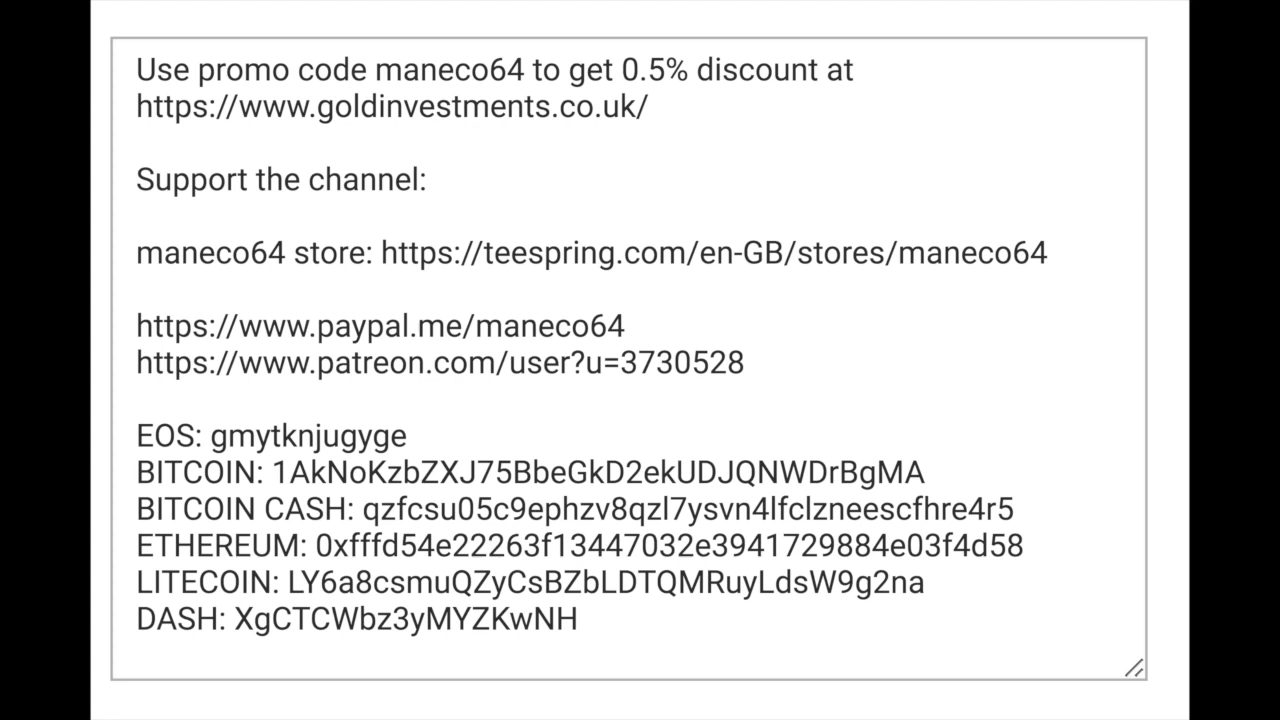 Use promo code maneco64 to get 0.5% discount at
https://www.goldinvestments.co.uk/
Support the channel:
maneco64 store: https://teespring.com/en-GB/stores/maneco64
https://www.paypal.me/maneco64
https://www.patreon.com/user?u=3730528
EOS: gmytknjugyge
BITCOIN: 1AkNoKzbZXJ75BbeGkD2ekUDJQNWDrBgMA
BITCOIN CASH: qzfcsu05c9ephzv8qzl7ysvn4lfclzneescfhre4r5
ETHEREUM: 0xfffd54e22263f13447032e3941729884e03f4d58
LITECOIN: LY6a8csmuQZyCsBZbLDTQMRuyLdsW9g2na
DASH: XgCTCWbz3yMYZKwNH